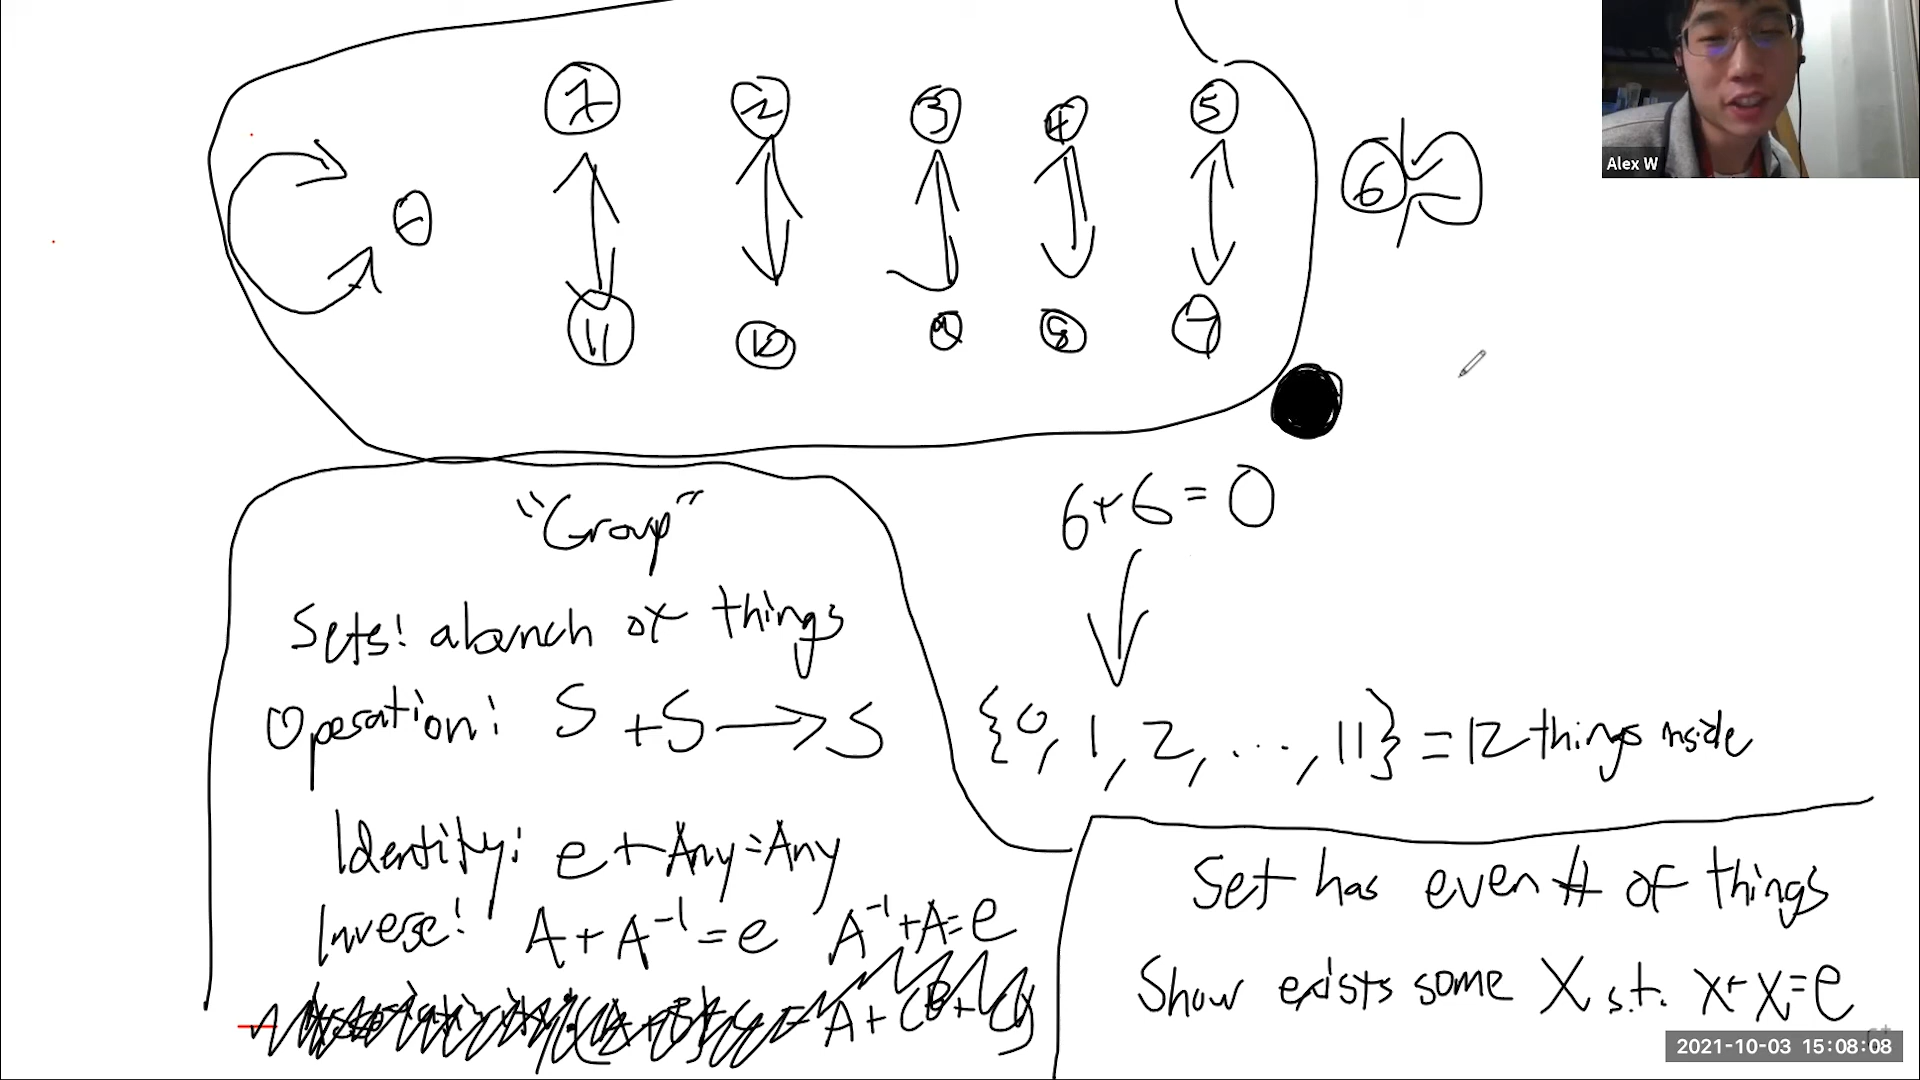 1 2 3 4 5
6
11 10 9 8 7
Alex W
6+6=0
"Group"
Sets! a bunch of things
Operation: S + S → S
{0, 1, 2, ..., 11} = 12 things inside
Identity: e + Any = Any
Inverse! A + A⁻¹ = e A⁻¹ + A = e
A + (B + C)
Set has even # of things
Show exists some X s.t. X + X = e
2021-10-03 15:08:08